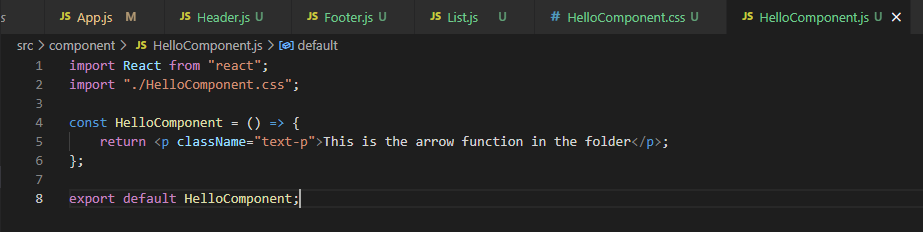 s JS App.js M JS Header.js U JS Footer.js U JS List.js U # HelloComponent.css U JS HelloComponent.js U ×
src > component > JS HelloComponent.js > default
1 import React from "react";
2 import "./HelloComponent.css";
3
4 const HelloComponent = () => {
5     return <p className="text-p">This is the arrow function in the folder</p>;
6 };
7
8 export default HelloComponent;